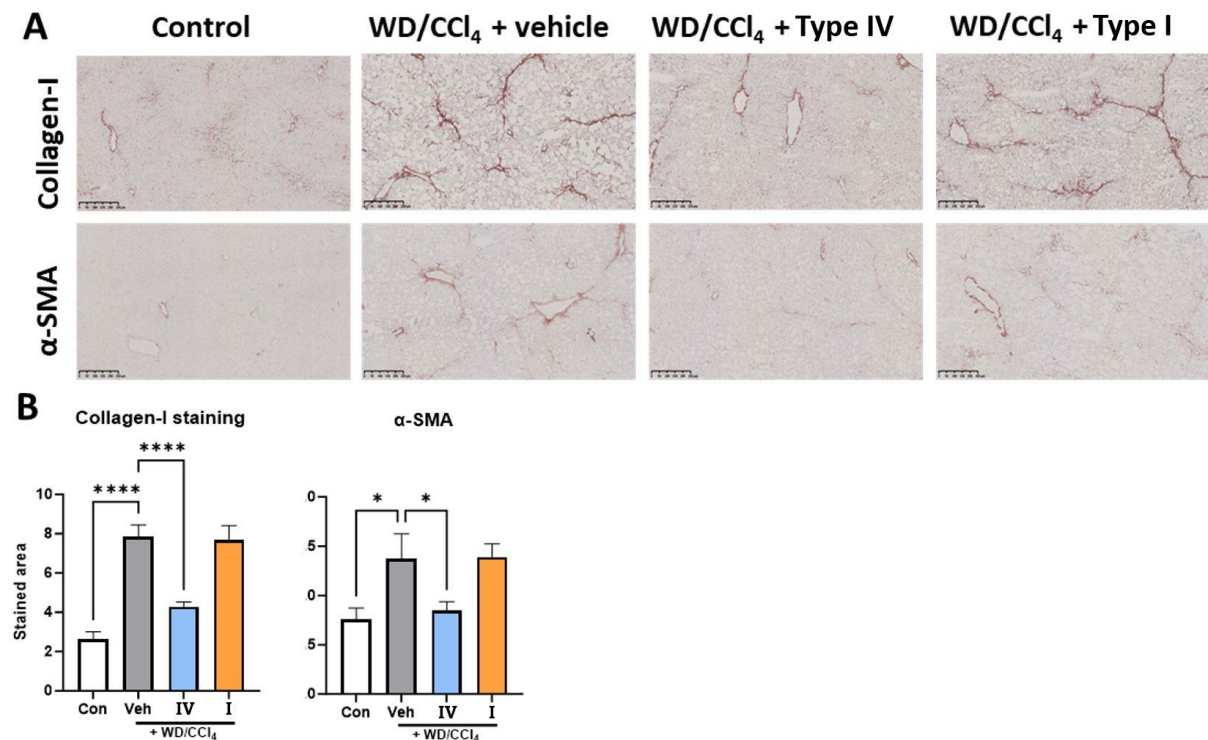 A
Control
WD/CCl₄ + vehicle
WD/CCl₄ + Type IV
WD/CCl₄ + Type I
Collagen-I
α-SMA
B
Collagen-I staining
Stained area
10
8
6
4
2
0
****
****
Con
Veh
IV
I
+ WD/CCl₄
α-SMA
.0
.5
.0
.5
.0
*
*
Con
Veh
IV
I
+ WD/CCl₄